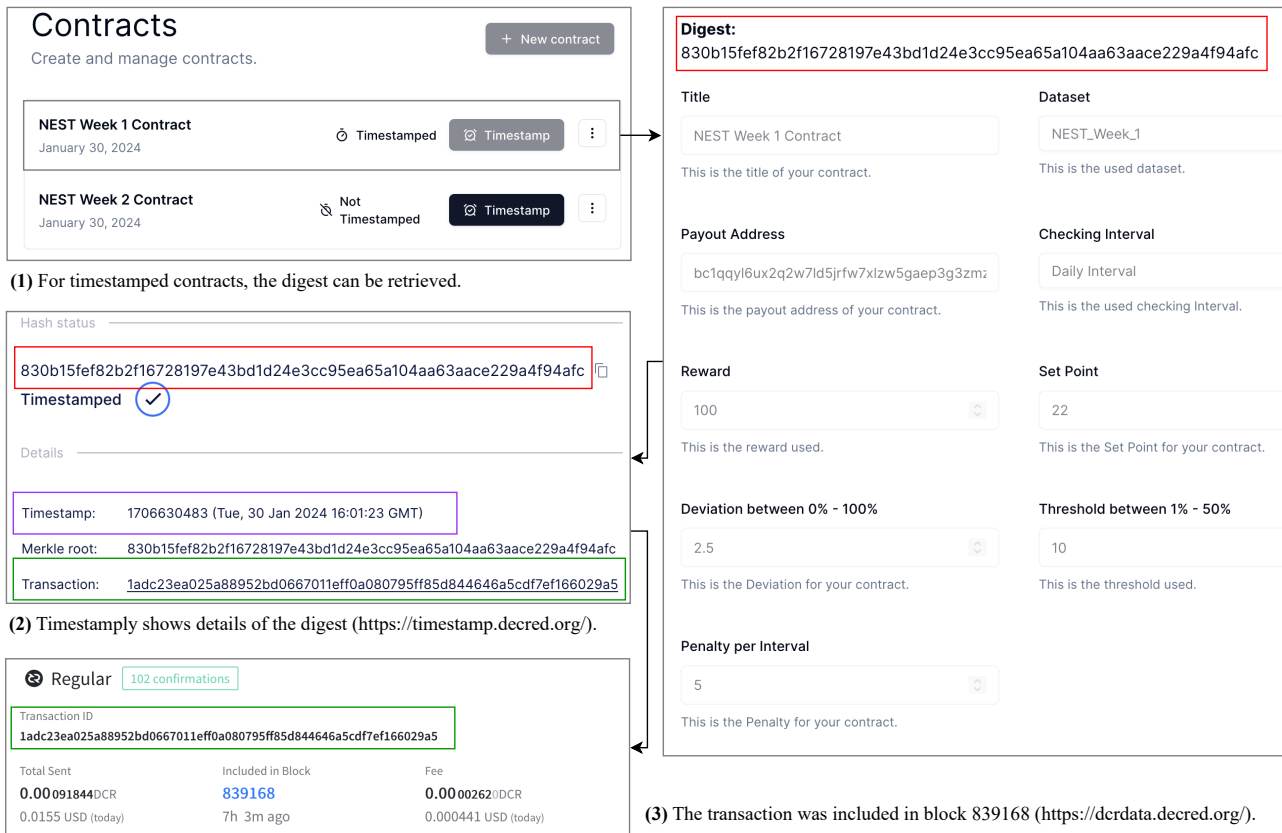 Contracts
Create and manage contracts.
+ New contract
NEST Week 1 Contract
January 30, 2024
Timestamped
Timestamp
NEST Week 2 Contract
January 30, 2024
Not
Timestamped
Timestamp
(1) For timestamped contracts, the digest can be retrieved.
Hash status
830b15fef82b2f16728197e43bd1d24e3cc95ea65a104aa63aace229a4f94afc
Timestamped
Details
Timestamp: 1706630483 (Tue, 30 Jan 2024 16:01:23 GMT)
Merkle root: 830b15fef82b2f16728197e43bd1d24e3cc95ea65a104aa63aace229a4f94afc
Transaction: 1adc23ea025a88952bd0667011eff0a080795ff85d844646a5cdf7ef166029a5
(2) Timestamply shows details of the digest (https://timestamp.decred.org/).
Regular 102 confirmations
Transaction ID
1adc23ea025a88952bd0667011eff0a080795ff85d844646a5cdf7ef166029a5
Total Sent Included in Block Fee
0.00091844DCR 839168 0.00002620DCR
0.0155 USD (today) 7h 3m ago 0.000441 USD (today)
Digest:
830b15fef82b2f16728197e43bd1d24e3cc95ea65a104aa63aace229a4f94afc
Title Dataset
NEST Week 1 Contract NEST_Week_1
This is the title of your contract. This is the used dataset.
Payout Address Checking Interval
bc1qqyl6ux2q2w7ld5jrfw7xlzw5gaep3g3zmz Daily Interval
This is the payout address of your contract. This is the used checking Interval.
Reward Set Point
100 22
This is the reward used. This is the Set Point for your contract.
Deviation between 0% - 100% Threshold between 1% - 50%
2.5 10
This is the Deviation for your contract. This is the threshold used.
Penalty per Interval
5
This is the Penalty for your contract.
(3) The transaction was included in block 839168 (https://dcrdata.decred.org/).